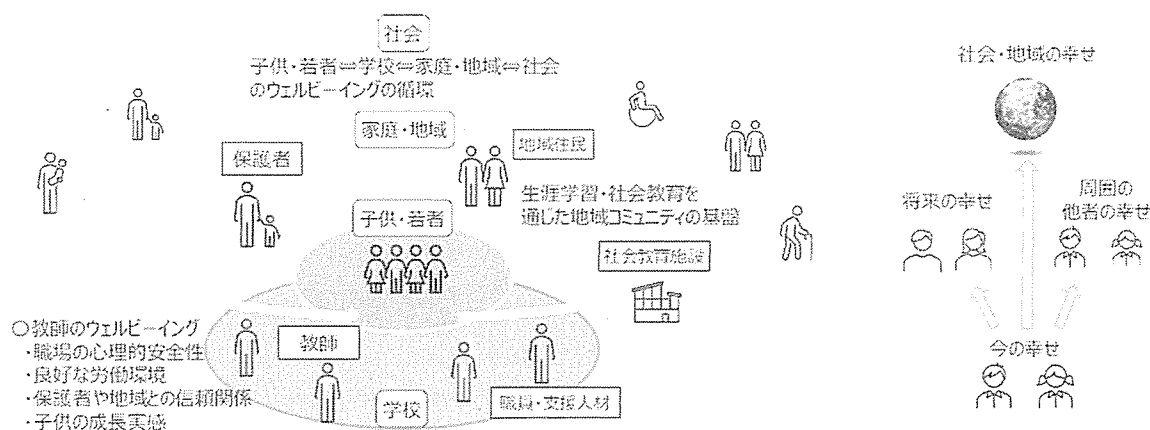 社会
子供・若者⇔学校⇔家庭・地域⇔社会
のウェルビーイングの循環
家庭・地域
地域住民
保護者
生涯学習・社会教育を
通じた地域コミュニティの基盤
子供・若者
社会教育施設
○教師のウェルビーイング
・職場の心理的安全性
・良好な労働環境
・保護者や地域との信頼関係
・子供の成長実感
教師
学校
職員・支援人材
社会・地域の幸せ
将来の幸せ
周囲の
他者の幸せ
今の幸せ